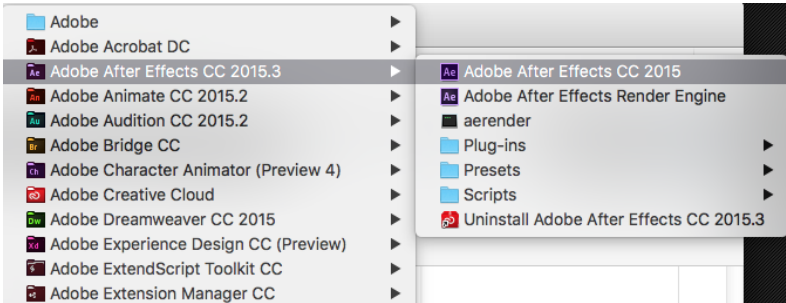 Adobe
Adobe Acrobat DC
Adobe After Effects CC 2015.3
Adobe Animate CC 2015.2
Adobe Audition CC 2015.2
Adobe Bridge CC
Adobe Character Animator (Preview 4)
Adobe Creative Cloud
Adobe Dreamweaver CC 2015
Adobe Experience Design CC (Preview)
Adobe ExtendScript Toolkit CC
Adobe Extension Manager CC
Ae Adobe After Effects CC 2015
Ae Adobe After Effects Render Engine
aerender
Plug-ins
Presets
Scripts
Uninstall Adobe After Effects CC 2015.3